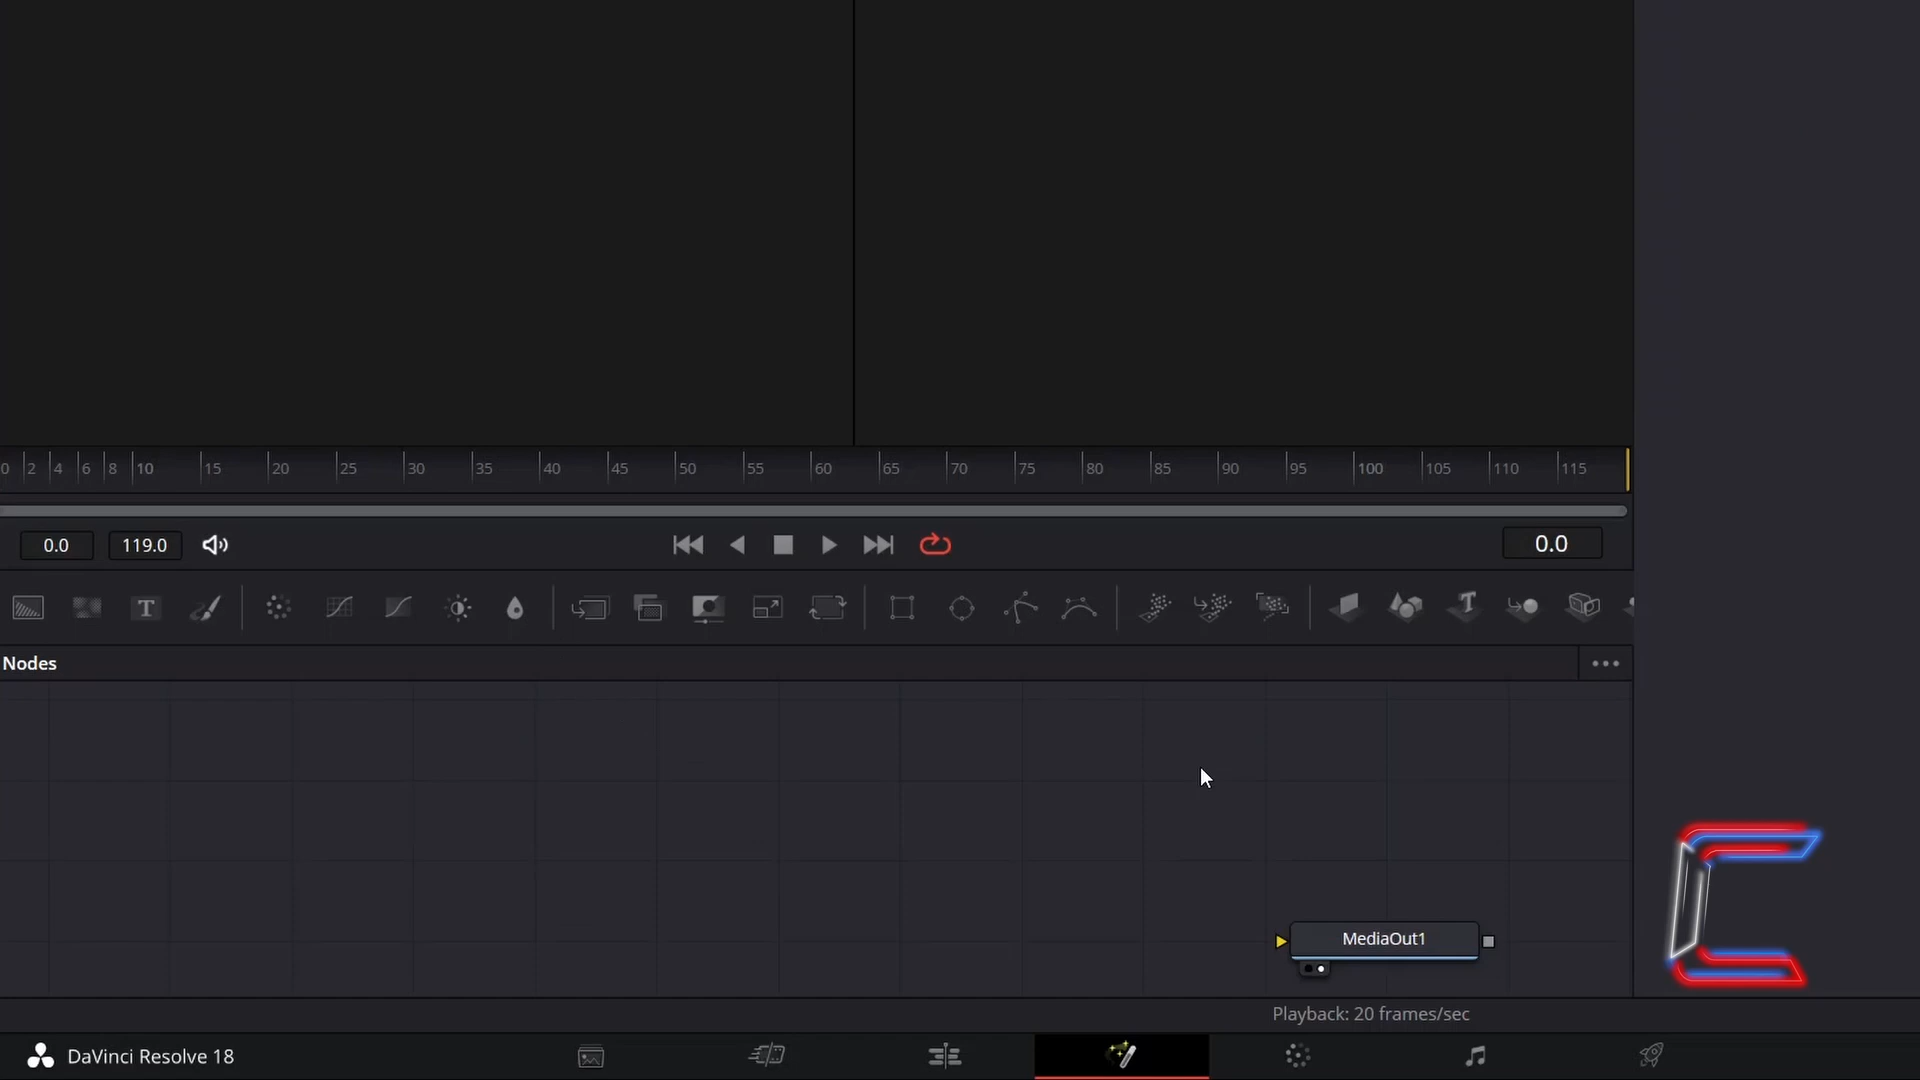 0 2 4 6 8 10 15 20 25 30 35 40 45 50 55 60 65 70 75 80 85 90 95 100 105 110 115
0.0 119.0 0.0
T T
Nodes
MediaOut1
Playback: 20 frames/sec
DaVinci Resolve 18